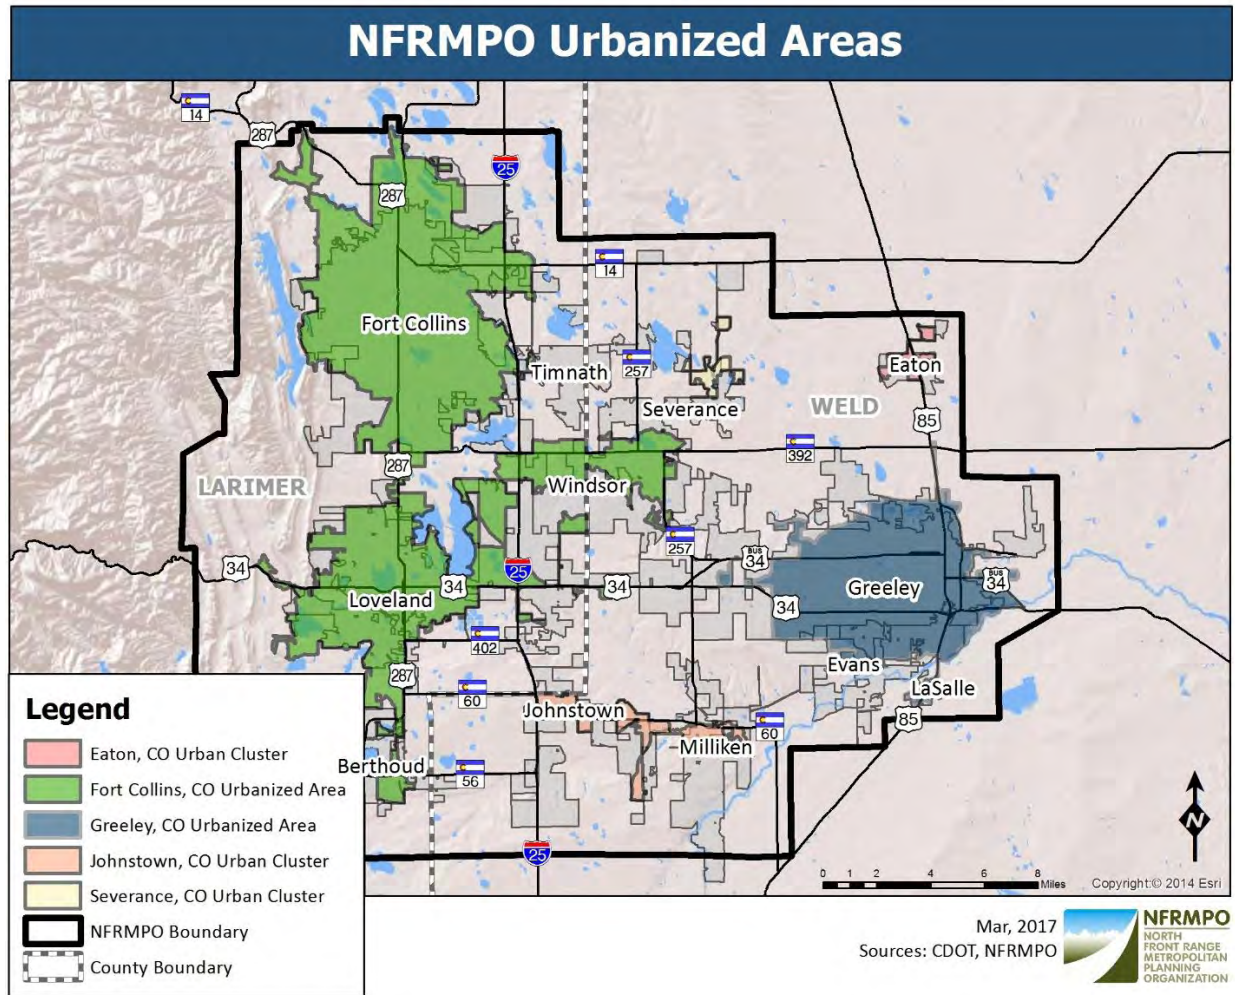 NFRMPO Urbanized Areas
14
287
25
287
14
Fort Collins
Timnath
257
Eaton
Severance
WELD
85
392
287
LARIMER
Windsor
257
BUS
34
34
25
34
34
BUS
34
Loveland
34
Greeley
402
Evans
287
60
LaSalle
Johnstown
85
60
Milliken
Berthoud
56
25
N
0 1 2 4 6 8
Miles
Copyright:© 2014 Esri
Legend
Eaton, CO Urban Cluster
Fort Collins, CO Urbanized Area
Greeley, CO Urbanized Area
Johnstown, CO Urban Cluster
Severance, CO Urban Cluster
NFRMPO Boundary
County Boundary
Mar, 2017
Sources: CDOT, NFRMPO
NFRMPO
NORTH
FRONT RANGE
METROPOLITAN
PLANNING
ORGANIZATION